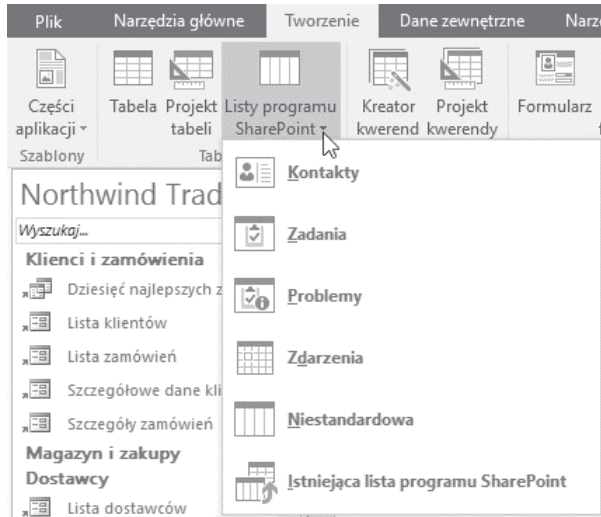 Plik Narzędzia główne Tworzenie Dane zewnętrzne
Części aplikacji
Tabela
Projekt tabeli
Listy programu SharePoint
Kreator kwerend
Projekt kwerendy
Formularz
Szablony
Northwind Trad
Wyszukaj...
Klienci i zamówienia
Dziesięć najlepszych z
Lista klientów
Lista zamówień
Szczegółowe dane kli
Szczegóły zamówień
Magazyn i zakupy
Dostawcy
Lista dostawców
Kontakty
Zadania
Problemy
Zdarzenia
Niestandardowa
Istniejąca lista programu SharePoint